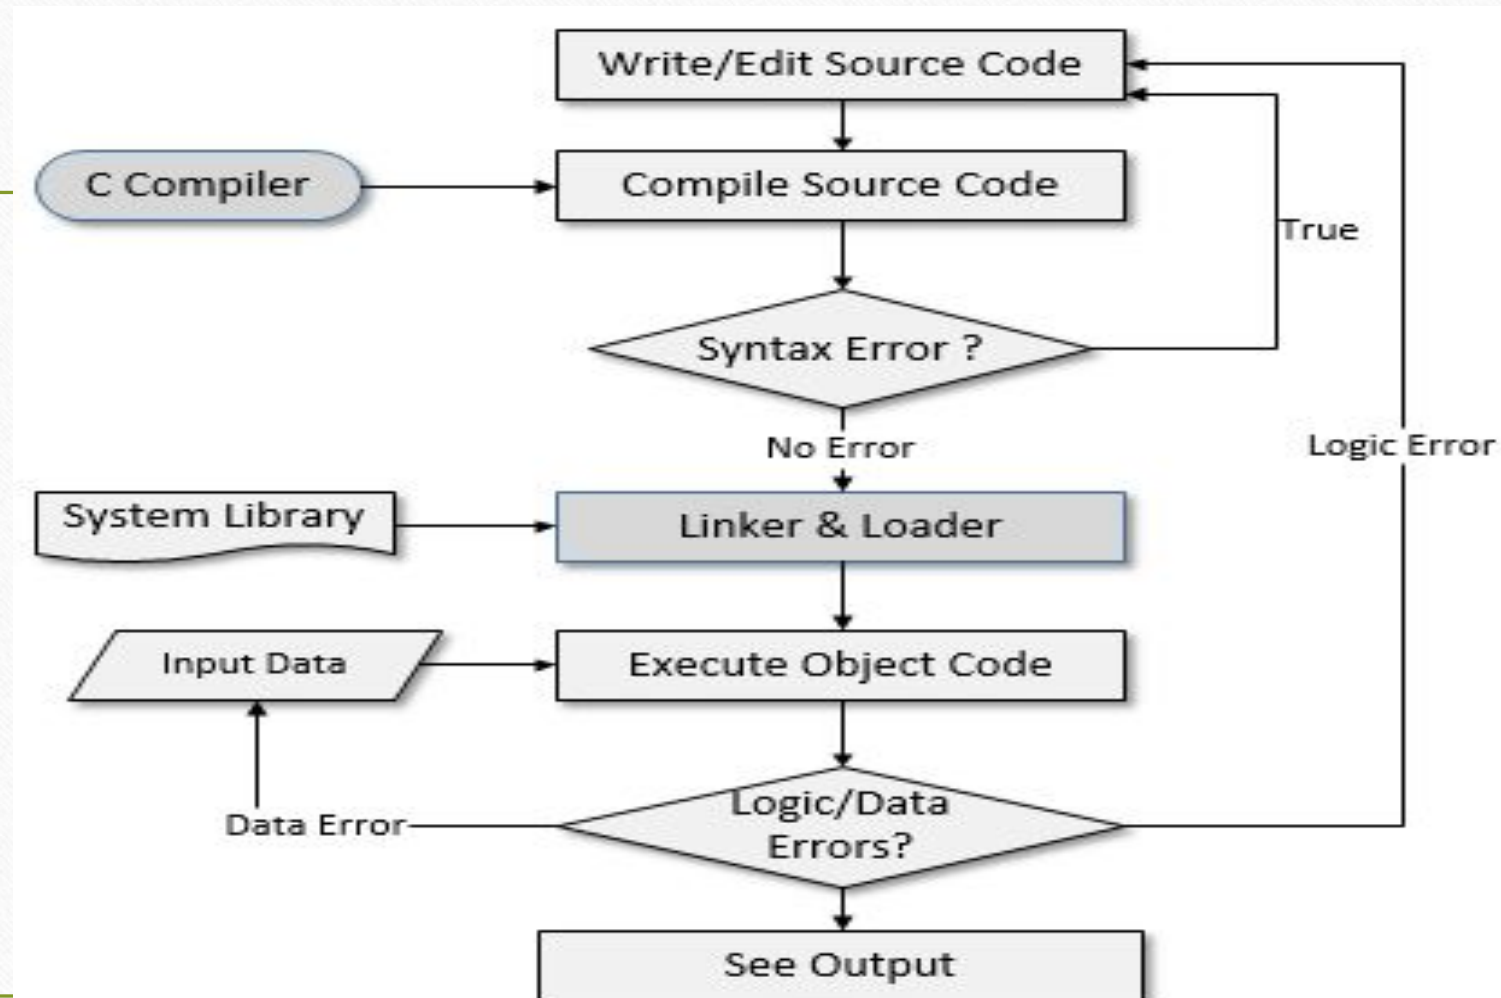 Write/Edit Source Code
C Compiler
Compile Source Code
True
Syntax Error ?
No Error
Logic Error
System Library
Linker & Loader
Input Data
Execute Object Code
Logic/Data
Errors?
Data Error
See Output